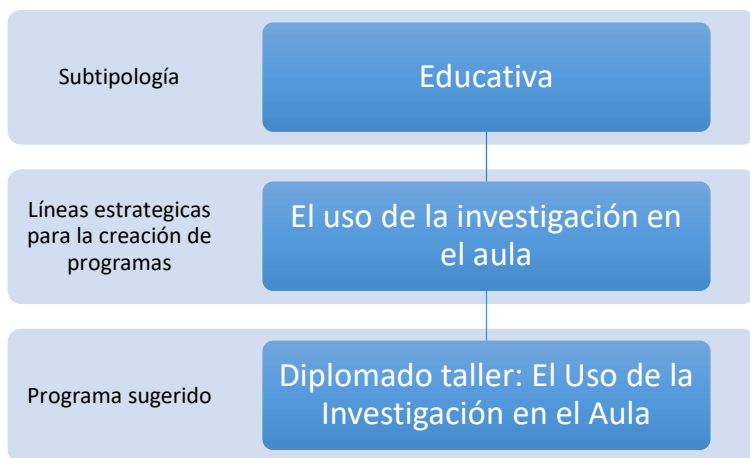 Subtipología
Educativa
Líneas estrategicas
para la creación de
programas
El uso de la investigación en
el aula
Programa sugerido
Diplomado taller: El Uso de la
Investigación en el Aula